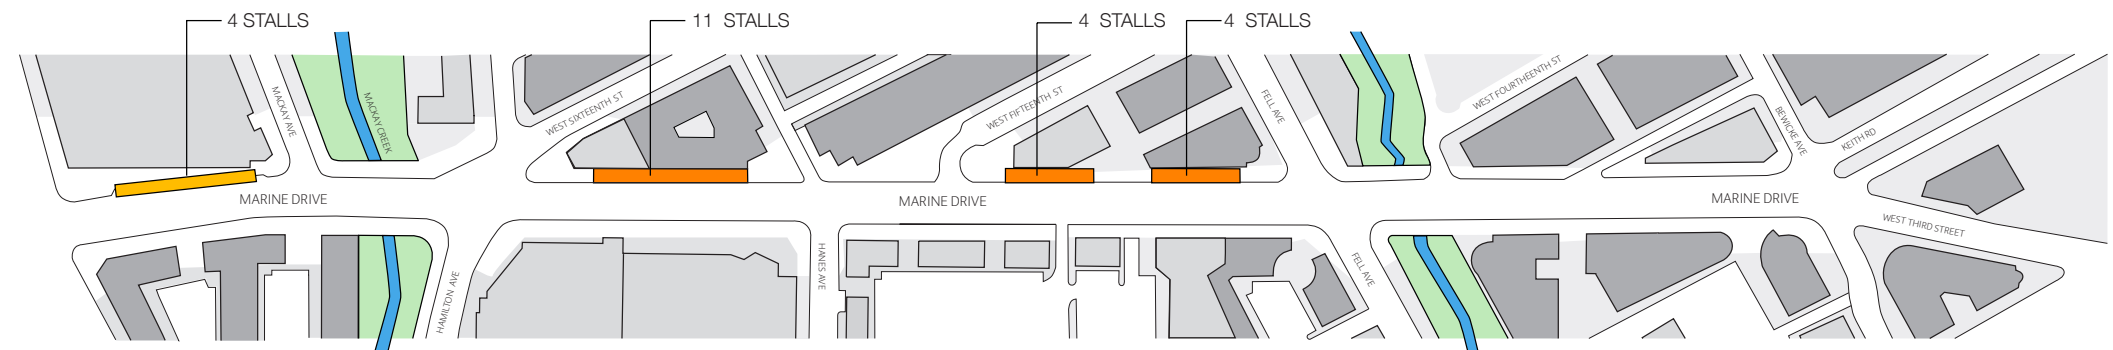 4 STALLS
11 STALLS
4 STALLS
4 STALLS
MACKAY AVE
MACKAY CREEK
WEST SIXTEENTH ST
WEST FIFTEENTH ST
FELL AVE
WEST FOURTHEENTH ST
BEWICKE AVE
KEITH RD
MARINE DRIVE
MARINE DRIVE
MARINE DRIVE
WEST THIRD STREET
HAMILTON AVE
HANES AVE
FELL AVE